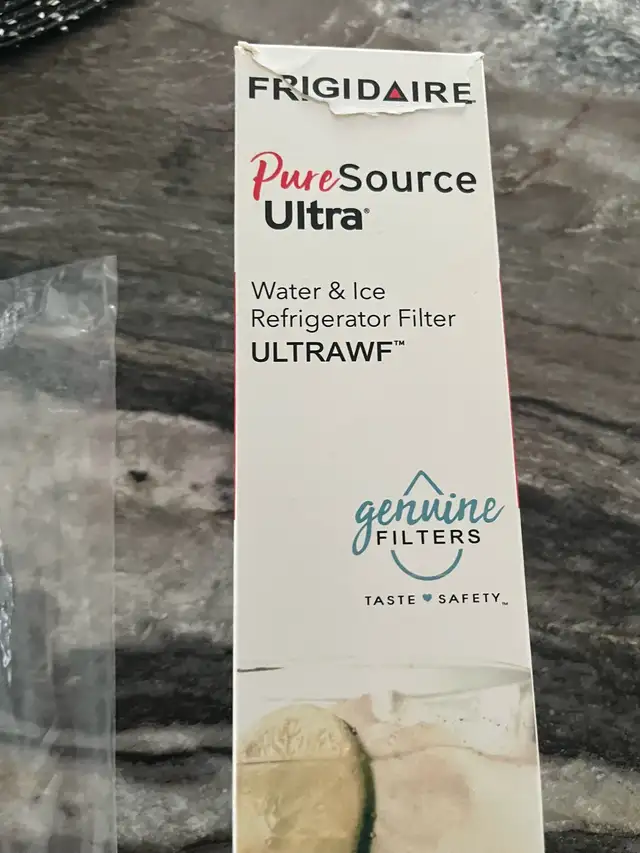 FRIGIDAIRE
PureSource
Ultra®
Water & Ice
Refrigerator Filter
ULTRAWF™
genuine
FILTERS
TASTE ♥ SAFETY™